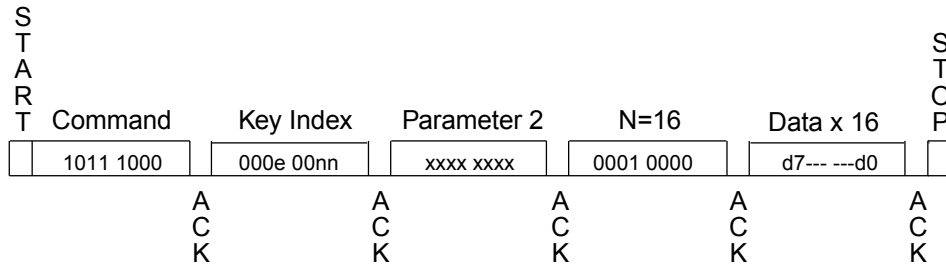 START
Command Key Index Parameter 2 N=16 Data x 16
STOP
1011 1000 000e 00nn xxxx xxxx 0001 0000 d7--- ---d0
ACK ACK ACK ACK ACK